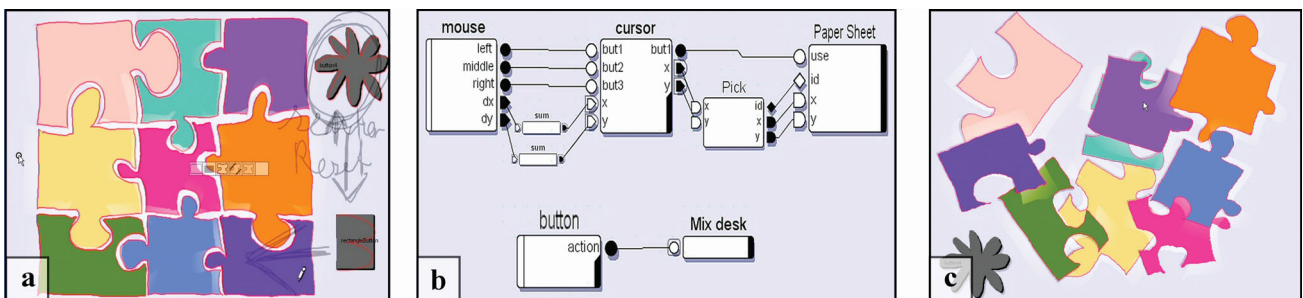 Reset
rectangleButton
a
mouse
left
middle
right
dx
dy
sum
sum
cursor
but1
but2
but3
x
y
but1
x
y
Pick
x
y
id
x
y
Paper Sheet
use
id
x
y
button
action
Mix desk
b
c